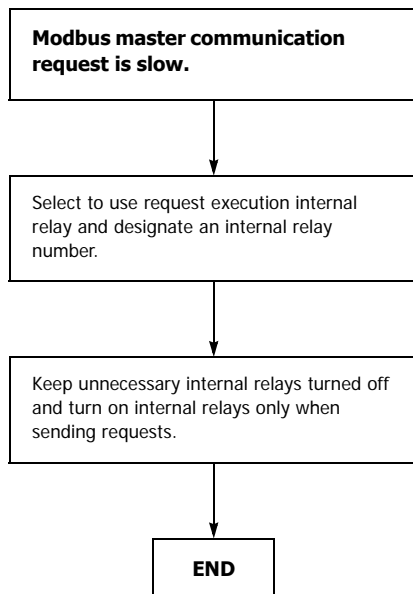 Modbus master communication
request is slow.
Select to use request execution internal
relay and designate an internal relay
number.
Keep unnecessary internal relays turned off
and turn on internal relays only when
sending requests.
END